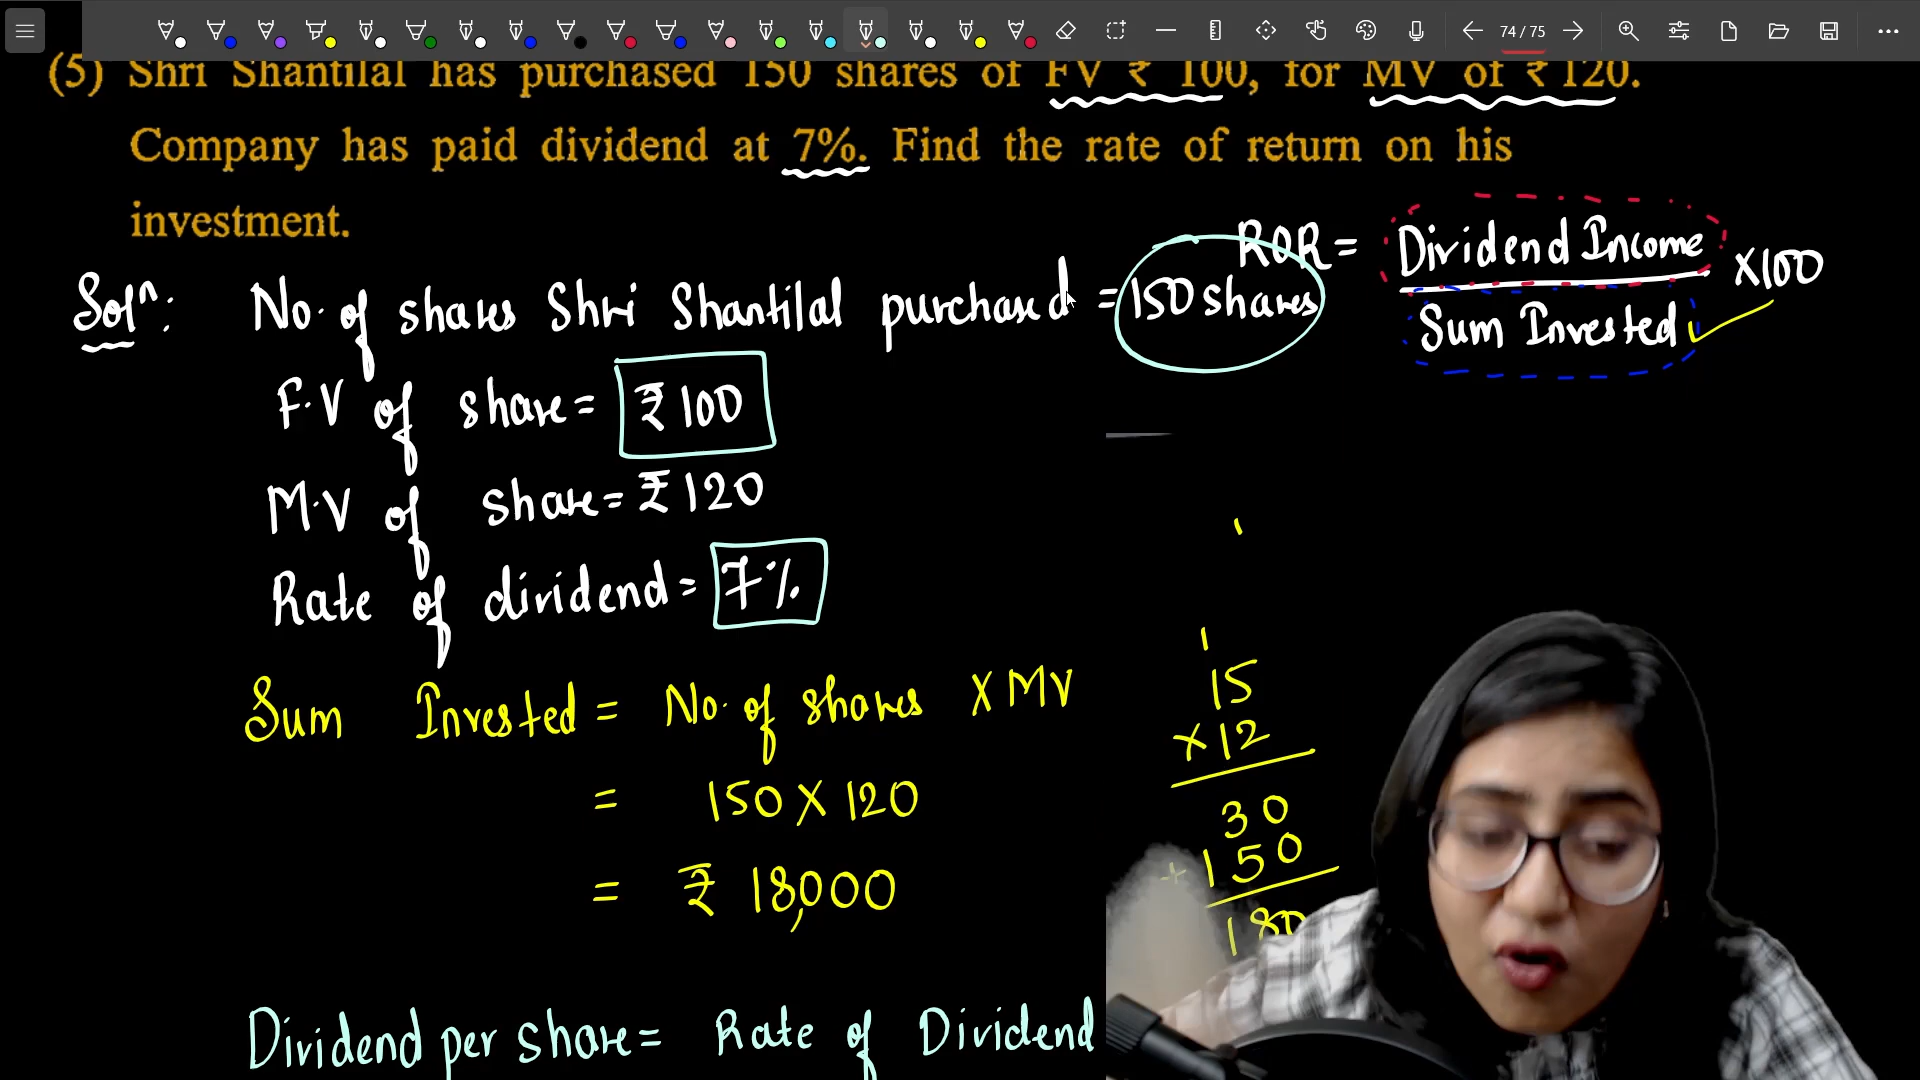 74 / 75
(5) Shri Shantilal has purchased 150 shares of FV ₹ 100, for MV of ₹ 120.
Company has paid dividend at 7%. Find the rate of return on his
investment.
ROR = Dividend Income
Sum Invested
X100
Solⁿ: No. of shares Shri Shantilal purchased = 150 shares
F.V of share = ₹ 100
M.V of share = ₹ 120
Rate of dividend = 7%
Sum Invested = No. of shares X MV
= 150 X 120
= ₹ 18,000
1
15
X 12
30
+ 150
180
Dividend per share = Rate of Dividend